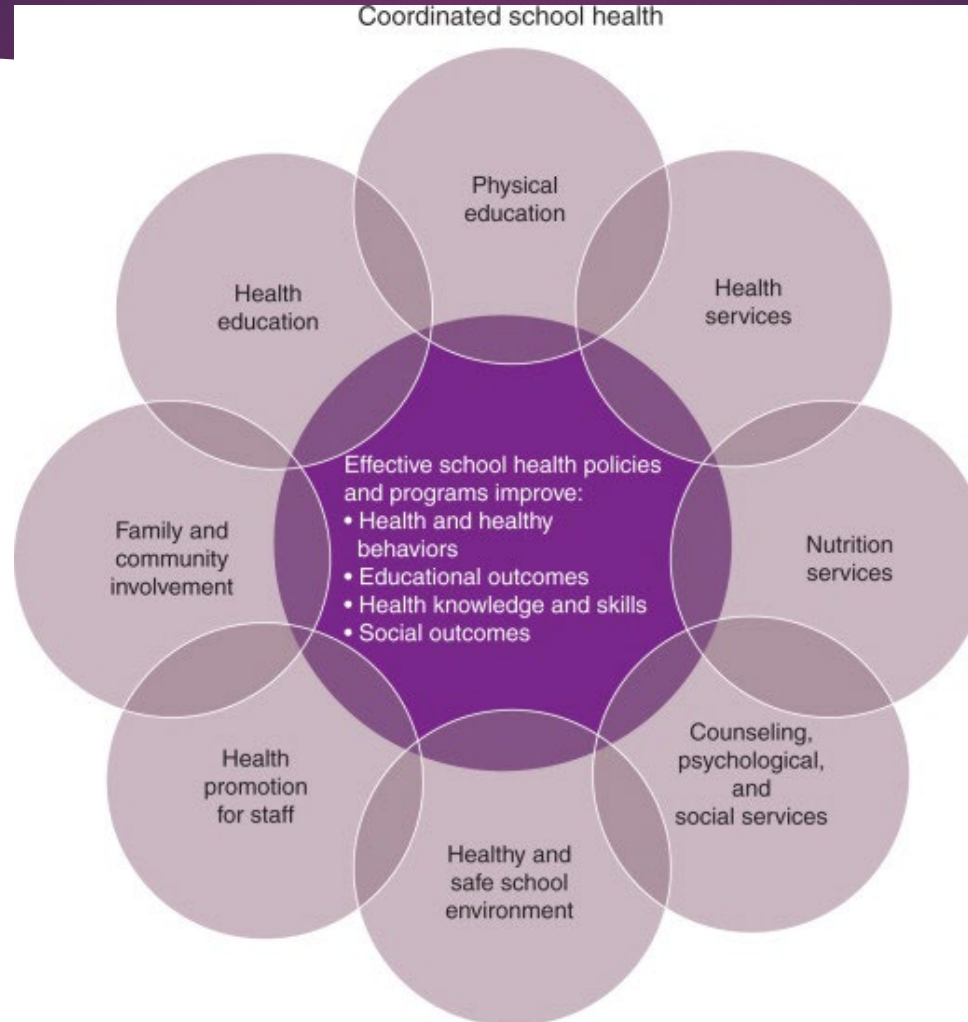 Coordinated school health
Physical
education
Health
services
Nutrition
services
Counseling,
psychological,
and
social services
Healthy and
safe school
environment
Health
promotion
for staff
Family and
community
involvement
Health
education
Effective school health policies
and programs improve:
• Health and healthy
behaviors
• Educational outcomes
• Health knowledge and skills
• Social outcomes